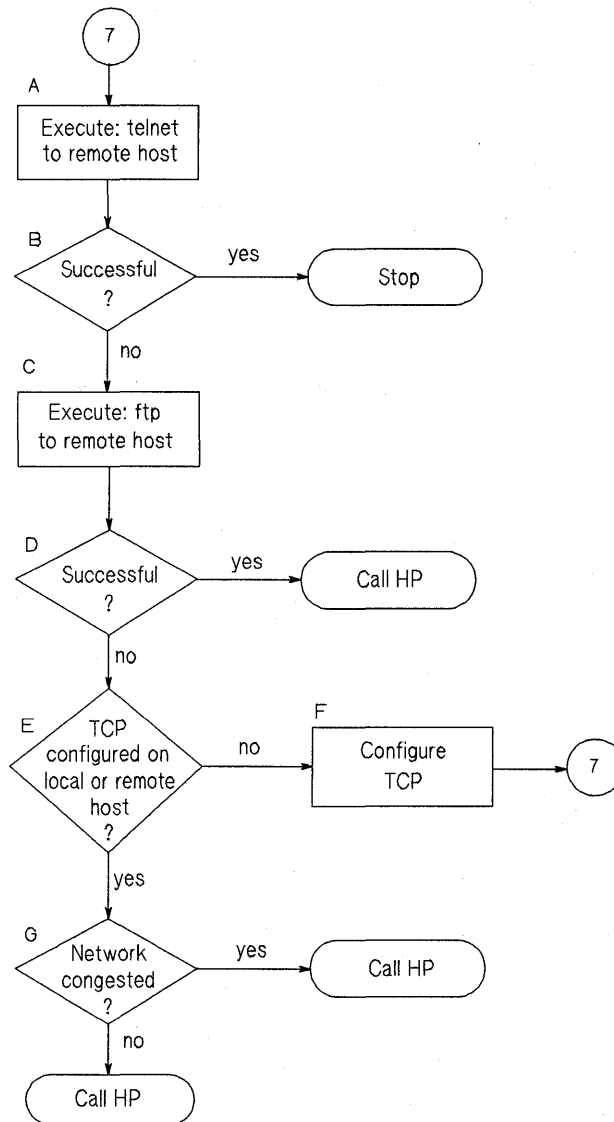 7
A
Execute: telnet
to remote host
B
Successful
?
yes
Stop
no
C
Execute: ftp
to remote host
D
Successful
?
yes
Call HP
no
E
TCP
configured on
local or remote
host
?
no
F
Configure
TCP
7
yes
G
Network
congested
?
yes
Call HP
no
Call HP